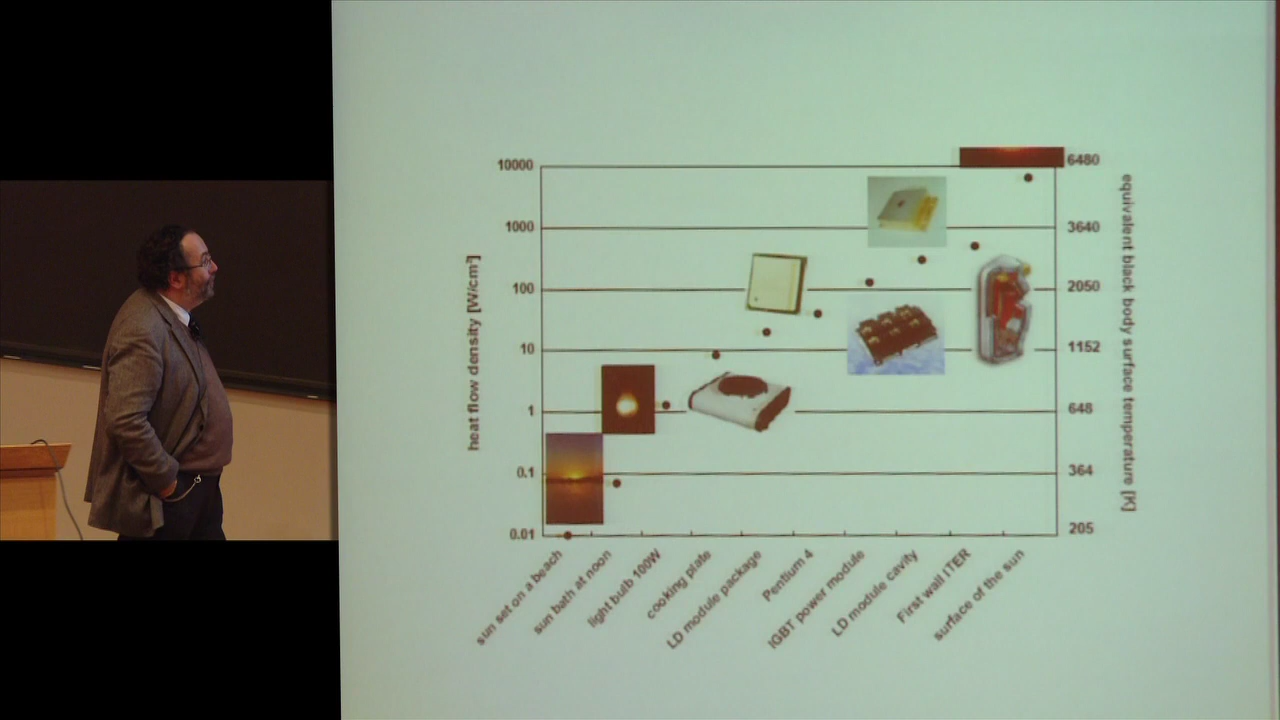 10000
1000
100
10
1
0.1
0.01
heat flow density [W/cm²]
6480
3640
2050
1152
648
364
205
equivalent black body surface temperature [K]
sun set on a beach
sun bath at noon
light bulb 100W
cooking plate
LD module package
Pentium 4
IGBT power module
LD module cavity
First wall ITER
surface of the sun